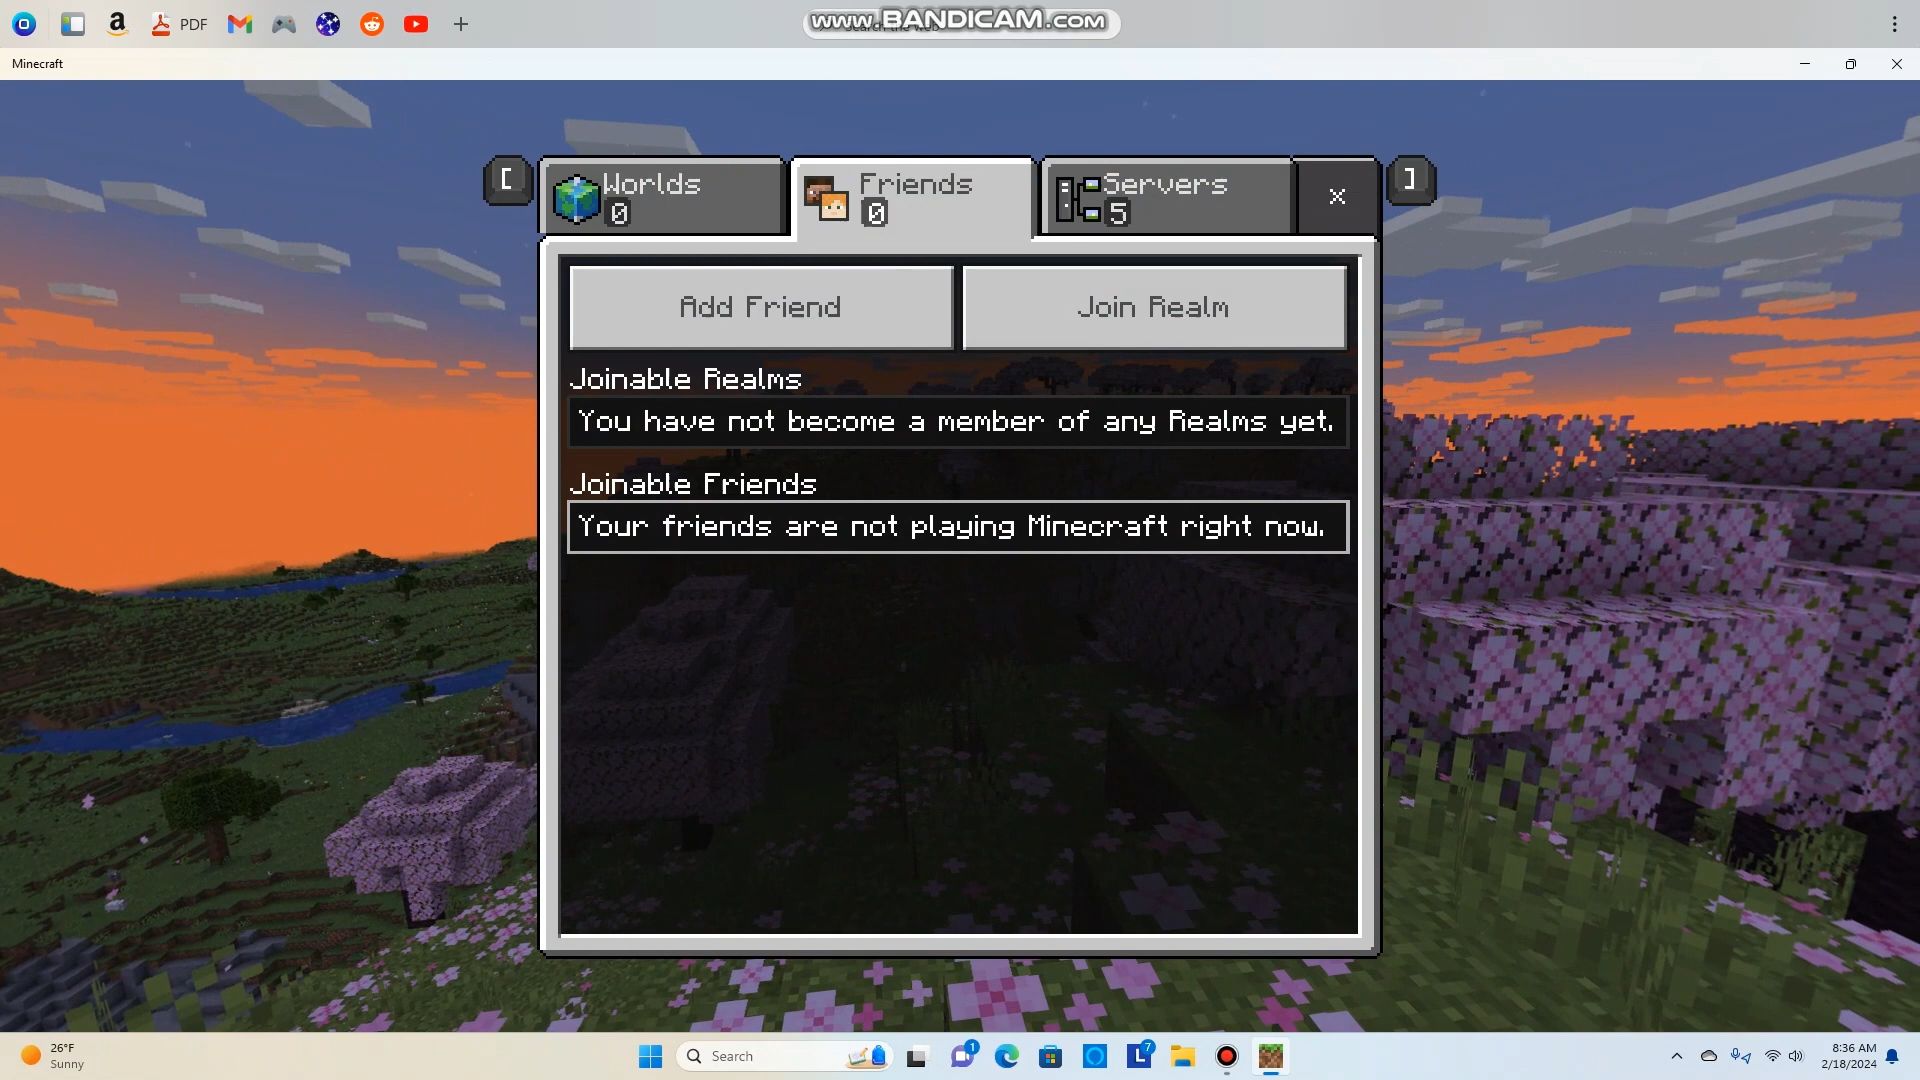 PDF
www.BANDICAM.com
Minecraft
Worlds
0
Friends
0
Servers
5
[
]
Add Friend
Join Realm
Joinable Realms
You have not become a member of any Realms yet.
Joinable Friends
Your friends are not playing Minecraft right now.
26°F
Sunny
Search
1
L
7
8:36 AM
2/18/2024